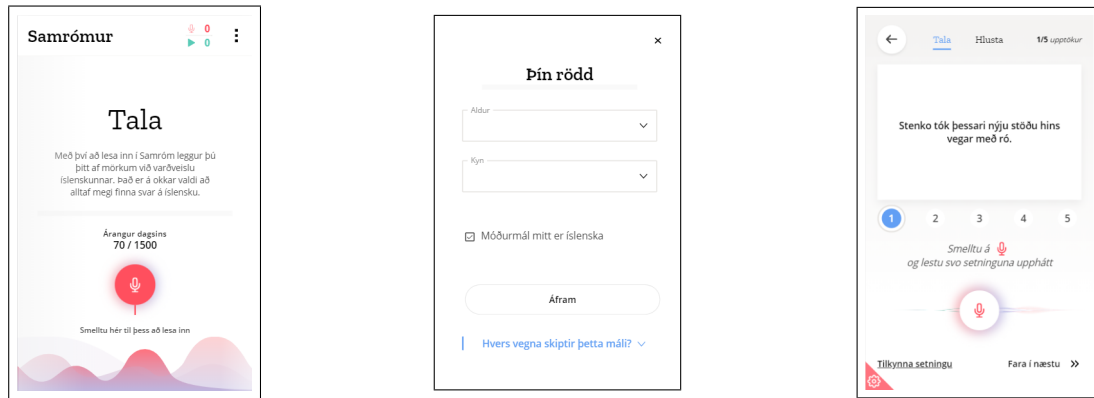 Samrómur
0
0
Tala
Með því að lesa inn í Samróm leggur þú
þitt af mörkum við varðveislu
íslenskunnar. Það er á okkar valdi að
alltaf megi finna svar á íslensku.
Árangur dagsins
70 / 1500
Smelltu hér til þess að lesa inn
Þín rödd
Aldur
Kyn
Móðurmál mitt er íslenska
Áfram
Hvers vegna skiptir þetta máli?
Tala Hlusta 1/5 upptökur
Stenko tók þessari nýju stöðu hins
vegar með ró.
1 2 3 4 5
Smelltu á
og lestu svo setninguna upphátt
Tilkynna setningu Fara í næstu